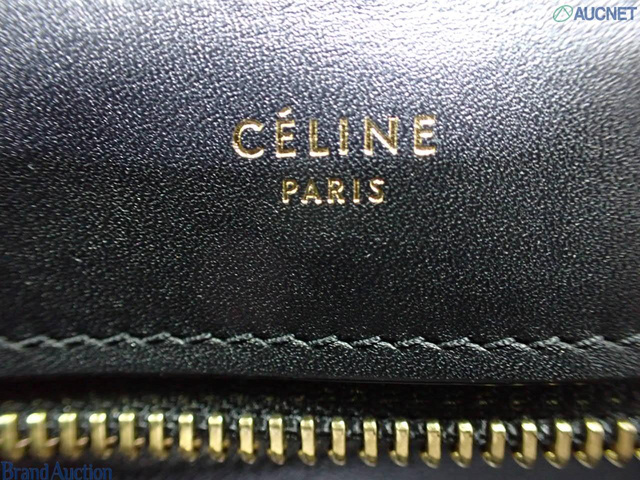 AUCNET
CÉLINE
PARIS
Brand Auction